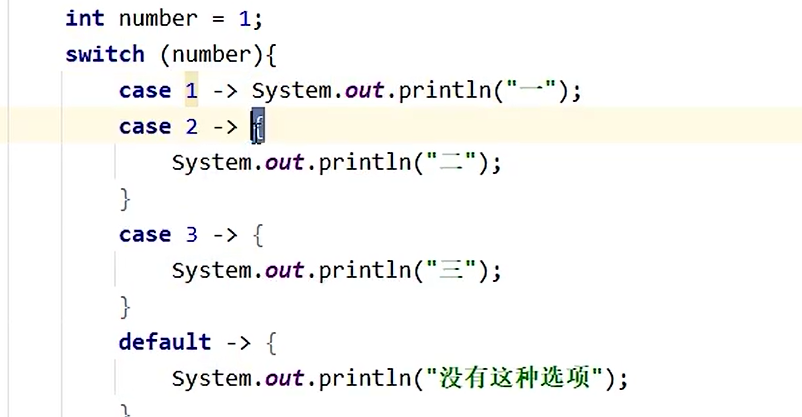 int number = 1;
switch (number){
case 1 -> System.out.println("一");
case 2 -> {
System.out.println("二");
}
case 3 -> {
System.out.println("三");
}
default -> {
System.out.println("没有这种选项");
}